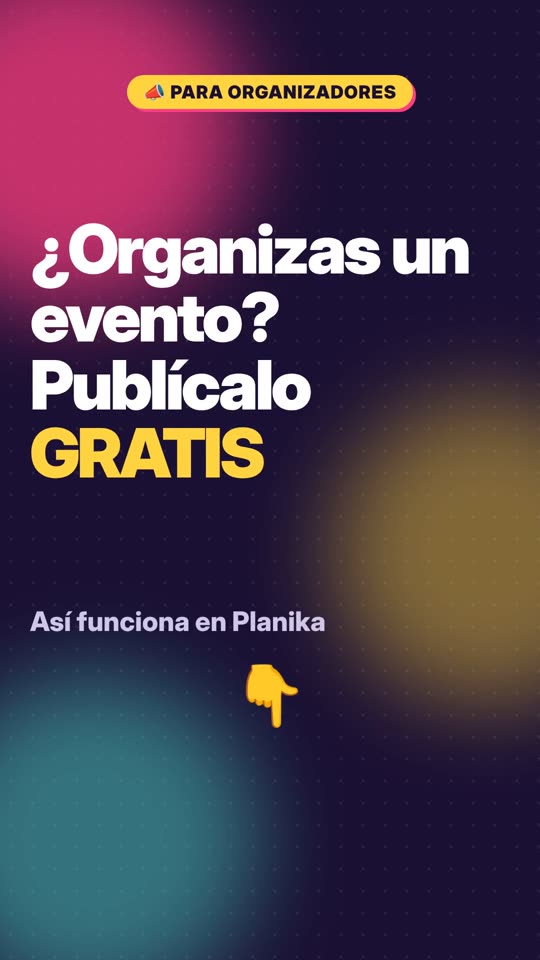 📣 PARA ORGANIZADORES
¿Organizas un
evento?
Publícalo
GRATIS
Así funciona en Planika
👇